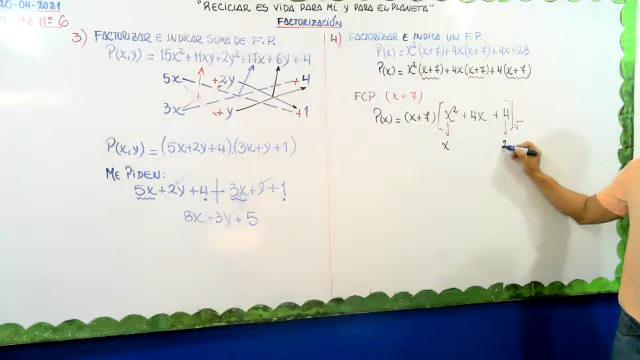 "RECICLAR ES VIDA PARA MI Y PARA EL PLANETA"
-04-2021
Nº 6
FACTORIZACIÓN
3) FACTORIZAR E INDICAR SUMA DE F.P.
P(x,y) = 15x²+11xy+2y²+17x+6y+4
5x +2y +4
3x +y +1
P(x,y) = (5x+2y+4)(3x+y+1)
ME PIDEN:
5x+2y+4+3x+y+1
8x+3y+5
4) FACTORIZAR E INDICA UN F.P.
P(x) = x²(x+7)+4x(x+7)+4x+28
P(x) = x²(x+7)+4x(x+7)+4(x+7)
FCP: (x+7)
P(x) = (x+7)[x²+4x+4]
x